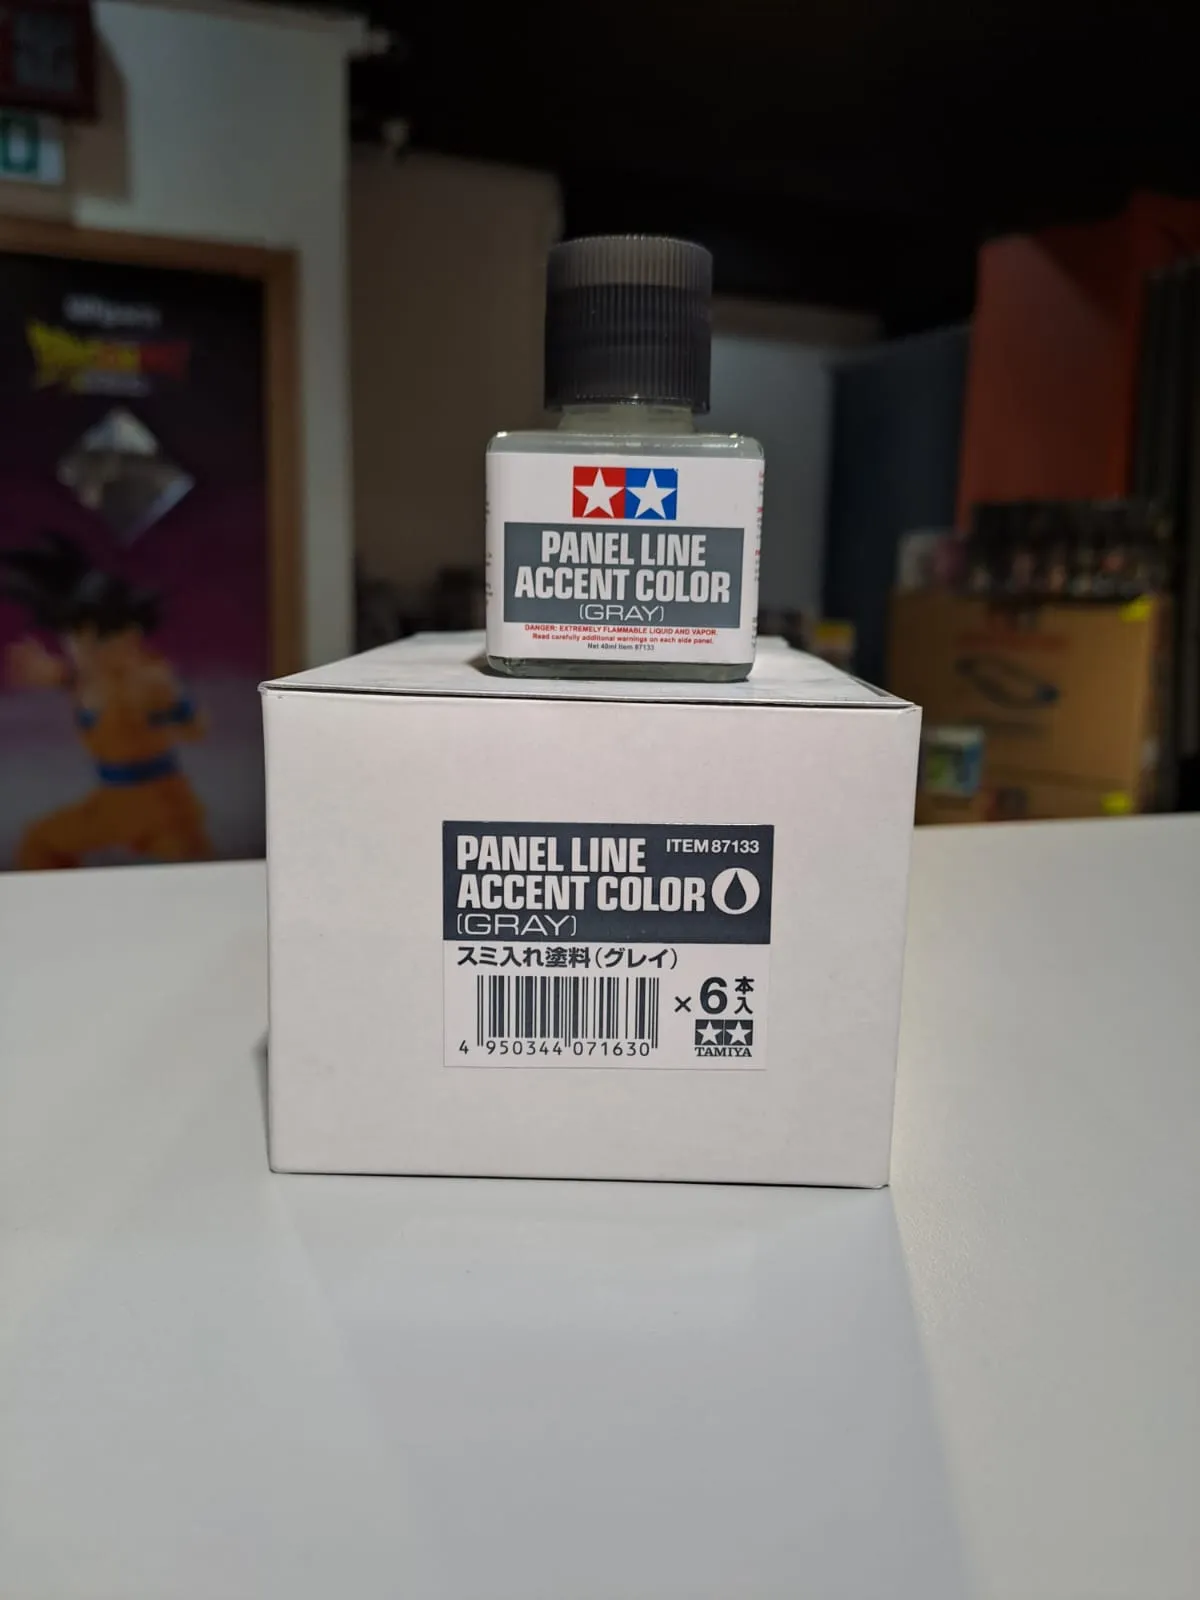 PANEL LINE
ACCENT COLOR
(GRAY)
DANGER: EXTREMELY FLAMMABLE LIQUID AND VAPOR.
Read carefully additional warnings on each side panel.
Net 40ml Item 87133
PANEL LINE
ITEM 87133
ACCENT COLOR
(GRAY)
スミ入れ塗料(グレイ)
×6本入
4 950344 071630
TAMIYA